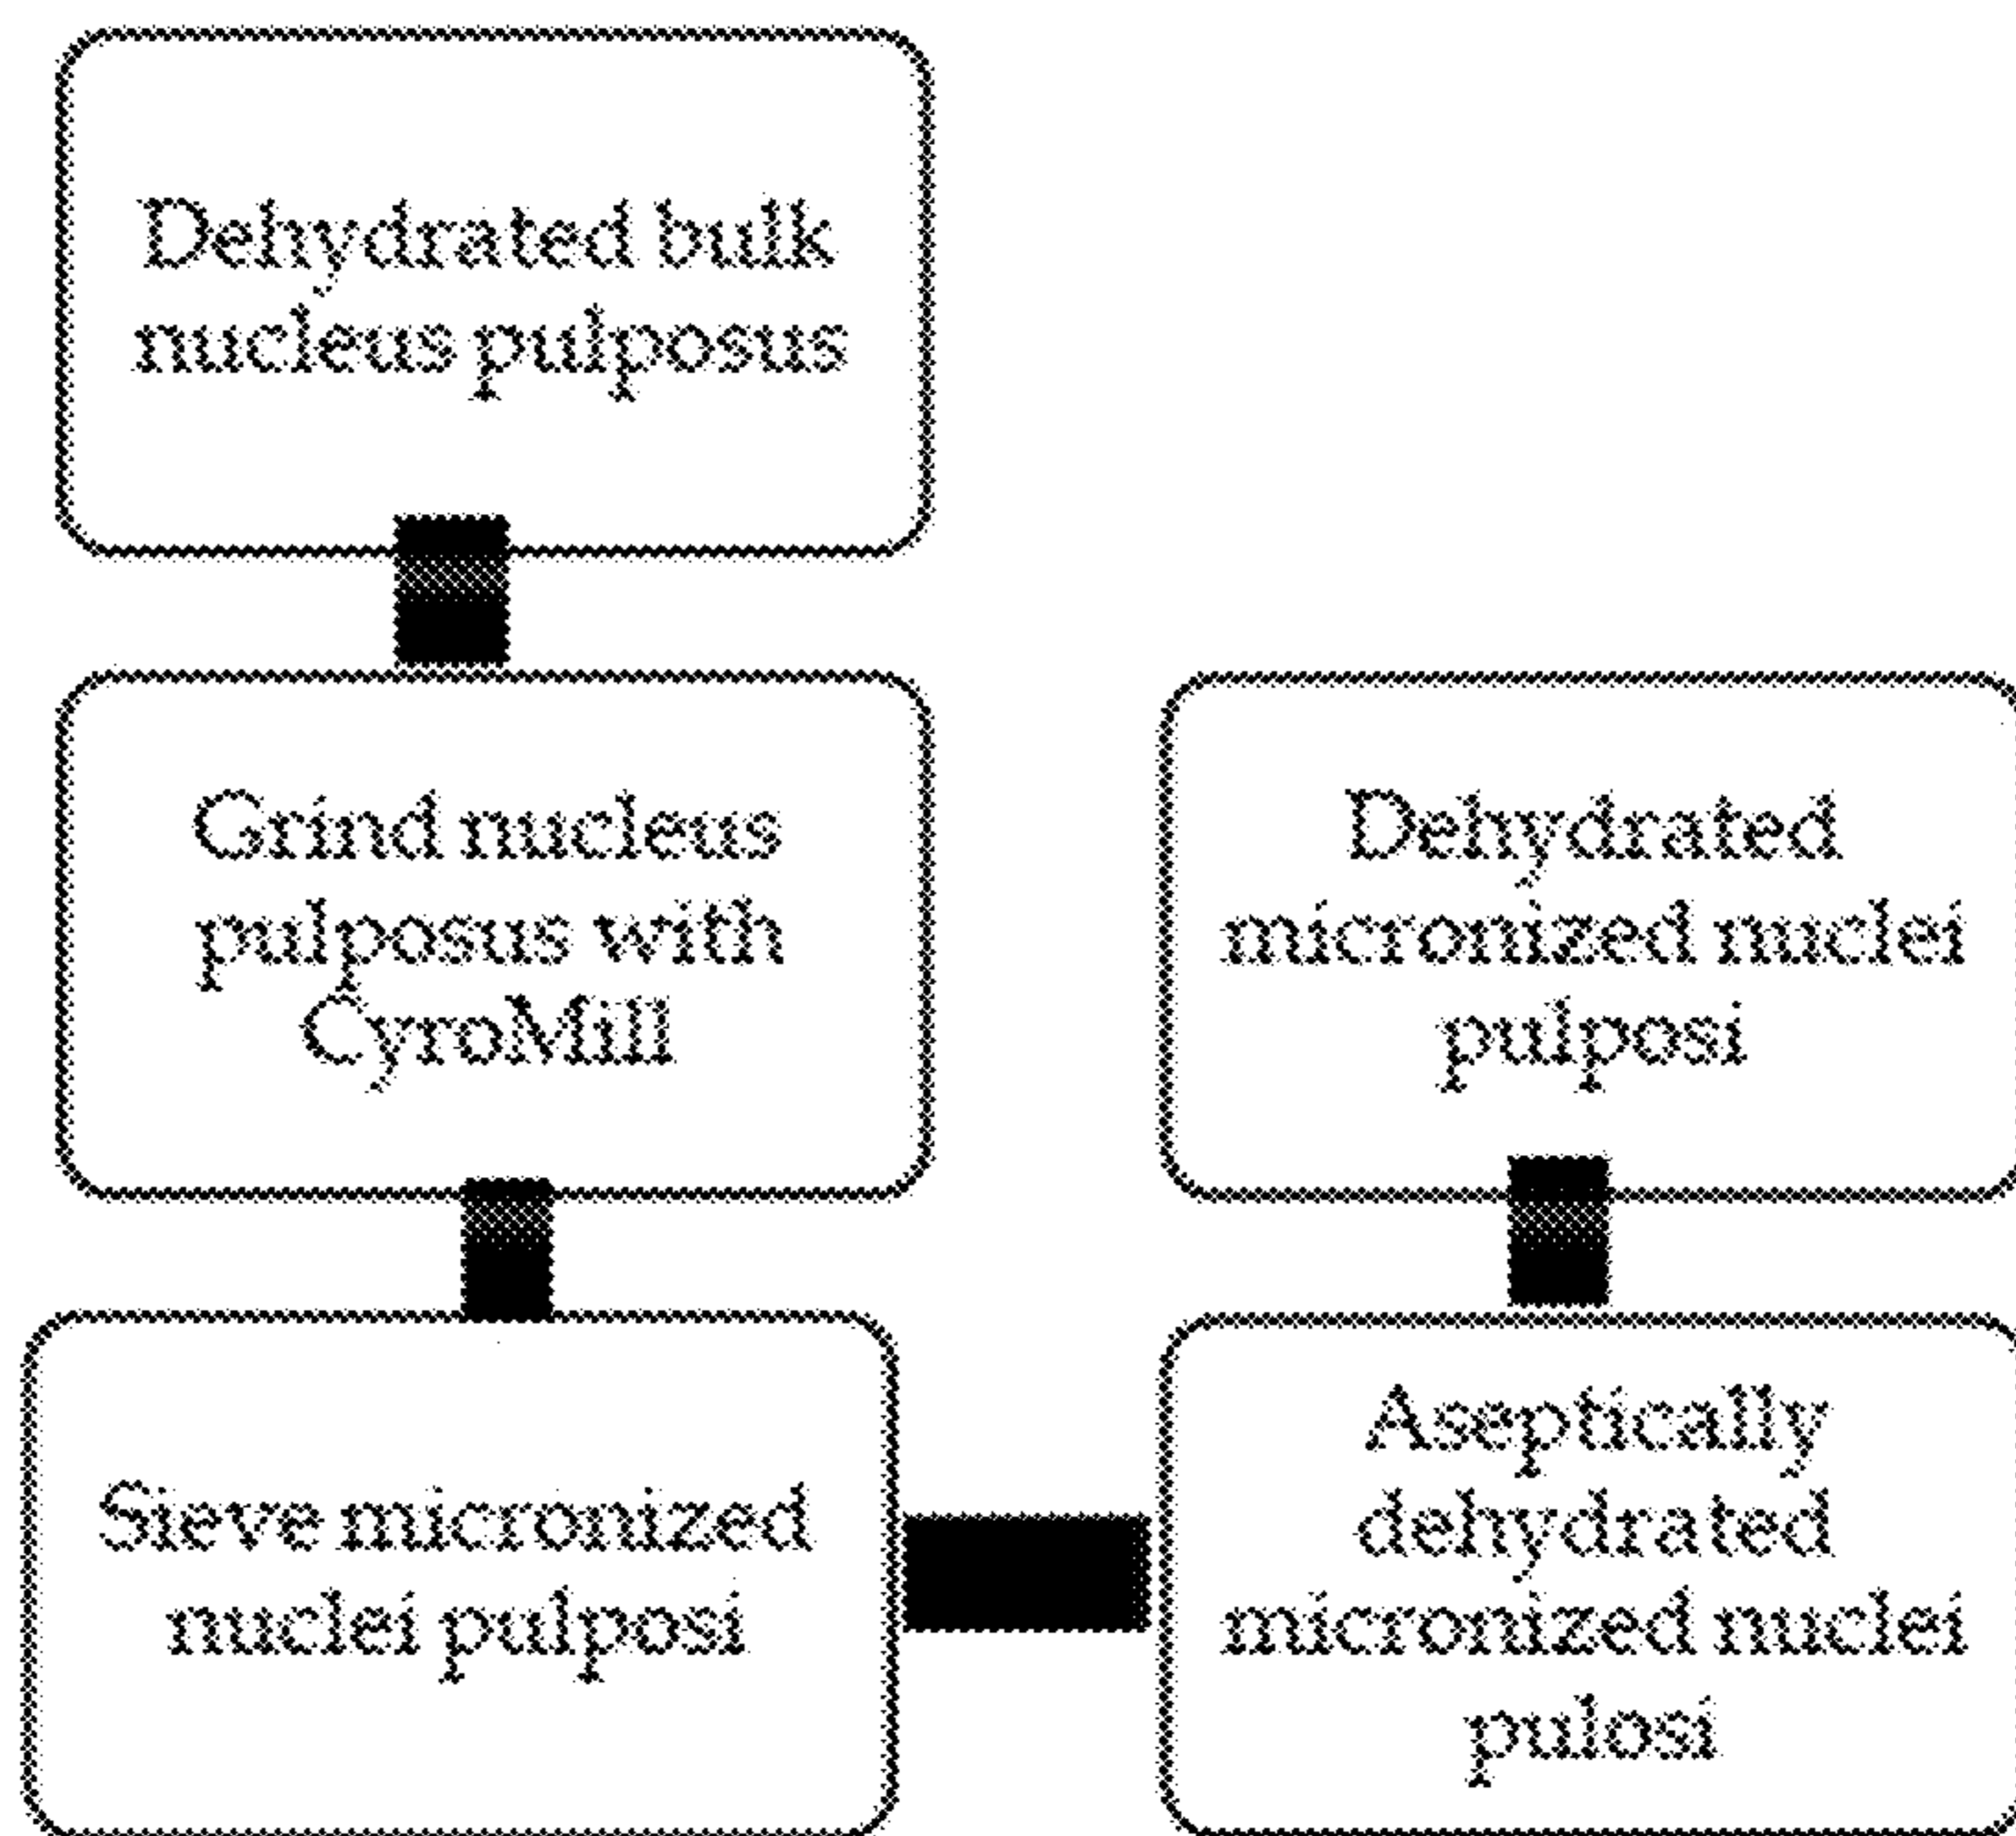 Dehydrated bulk
nucleus pulposus
Grind nucleus
pulposus with
CyroMill
Sieve micronized
nuclei pulposi
Dehydrated
micronized nuclei
pulposi
Aseptically
dehydrated
micronized nuclei
pulosi